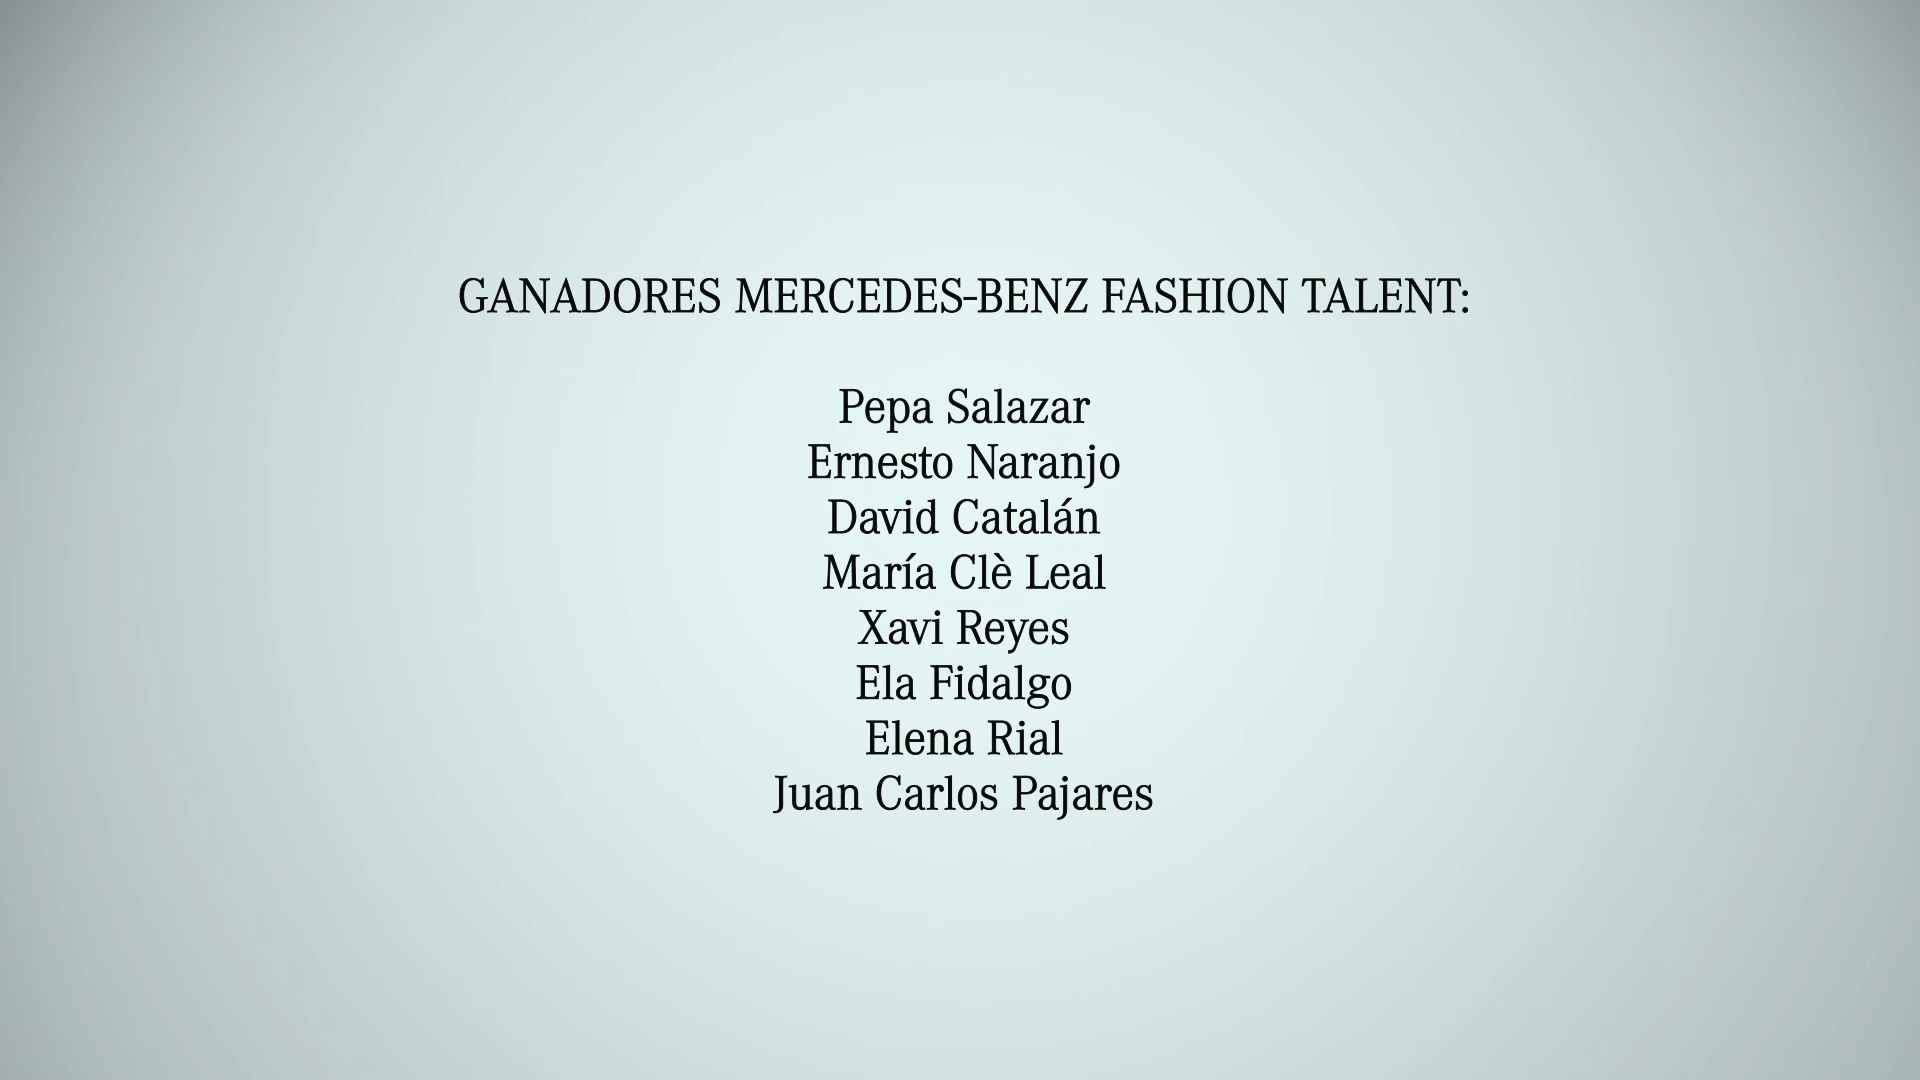 GANADORES MERCEDES-BENZ FASHION TALENT:
Pepa Salazar
Ernesto Naranjo
David Catalán
María Clè Leal
Xavi Reyes
Ela Fidalgo
Elena Rial
Juan Carlos Pajares